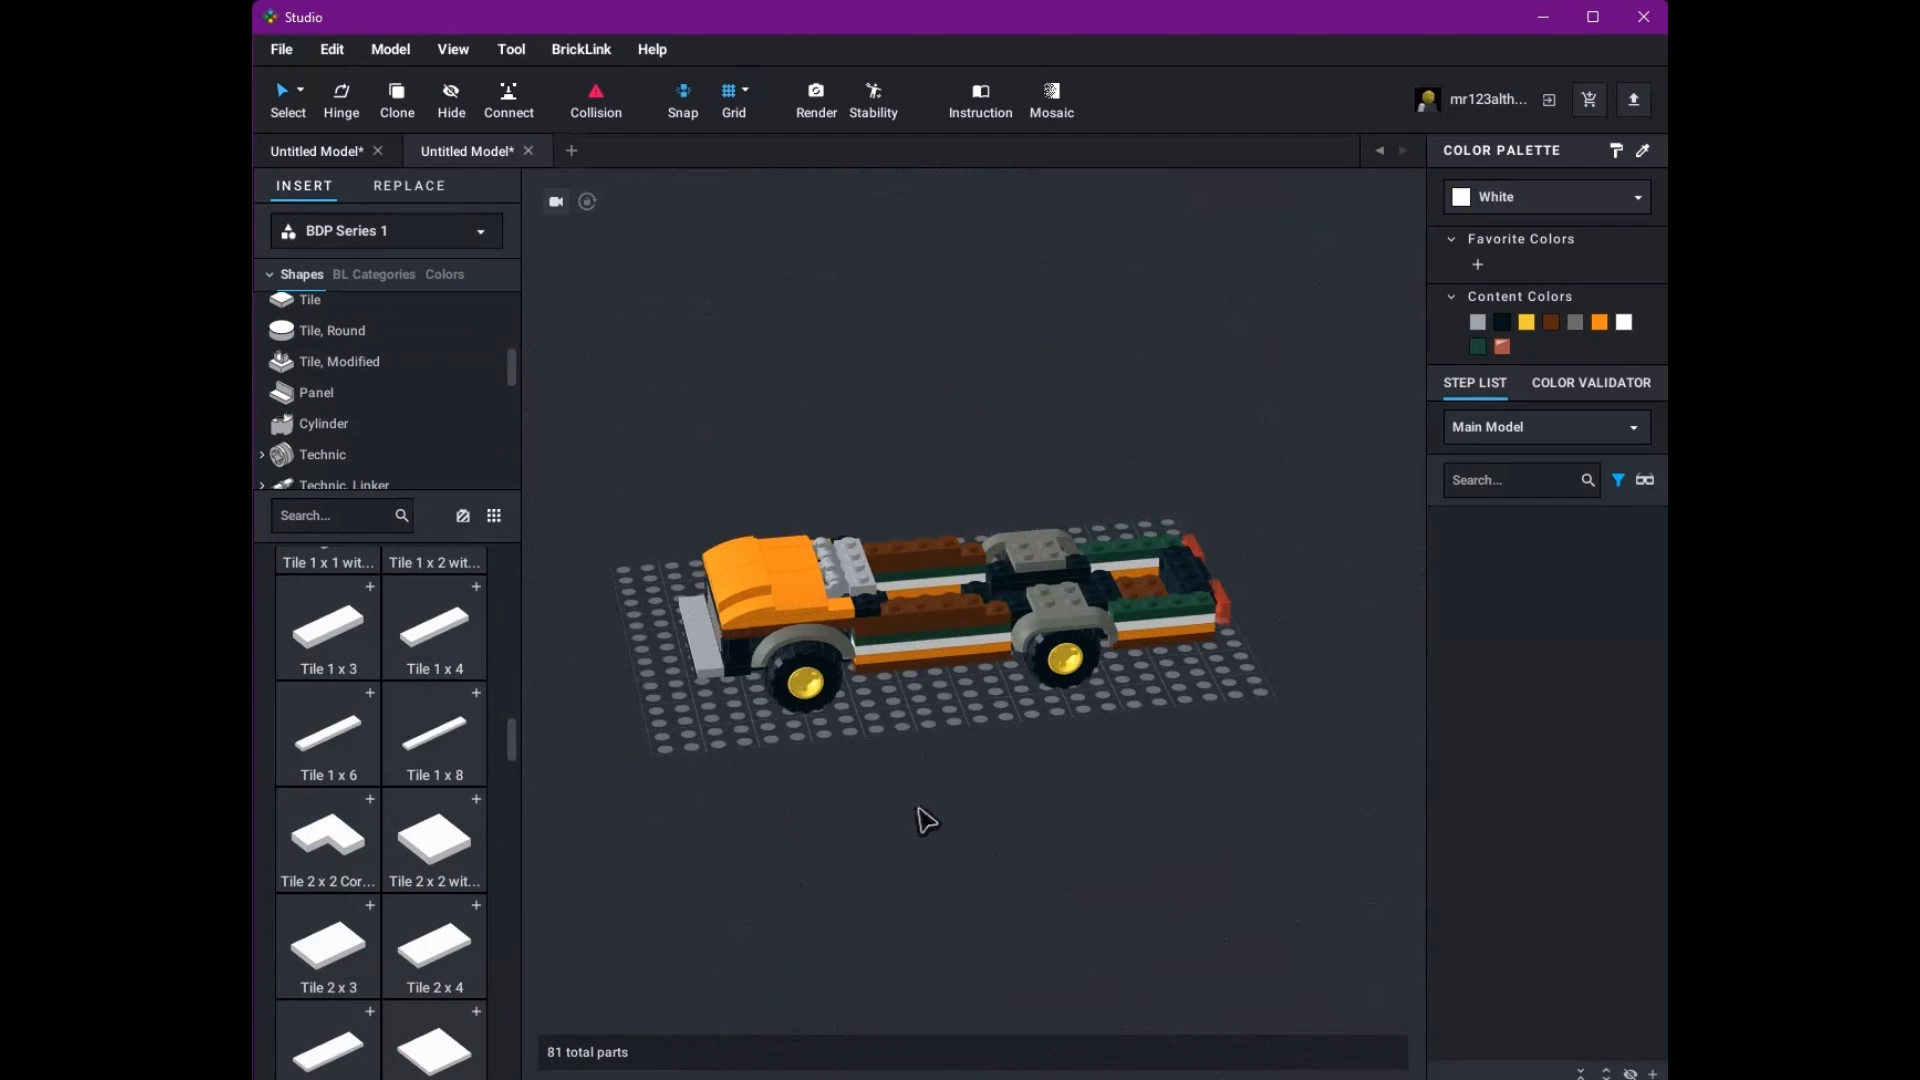 Studio
File Edit Model View Tool BrickLink Help
Select Hinge Clone Hide Connect Collision Snap Grid Render Stability Instruction Mosaic
mr123alth...
Untitled Model* Untitled Model*
INSERT REPLACE
BDP Series 1
Shapes BL Categories Colors
Tile
Tile, Round
Tile, Modified
Panel
Cylinder
Technic
Technic, Linker
Search...
Tile 1 x 1 wit... Tile 1 x 2 wit...
Tile 1 x 3 Tile 1 x 4
Tile 1 x 6 Tile 1 x 8
Tile 2 x 2 Cor... Tile 2 x 2 wit...
Tile 2 x 3 Tile 2 x 4
81 total parts
COLOR PALETTE
White
Favorite Colors
Content Colors
STEP LIST COLOR VALIDATOR
Main Model
Search...